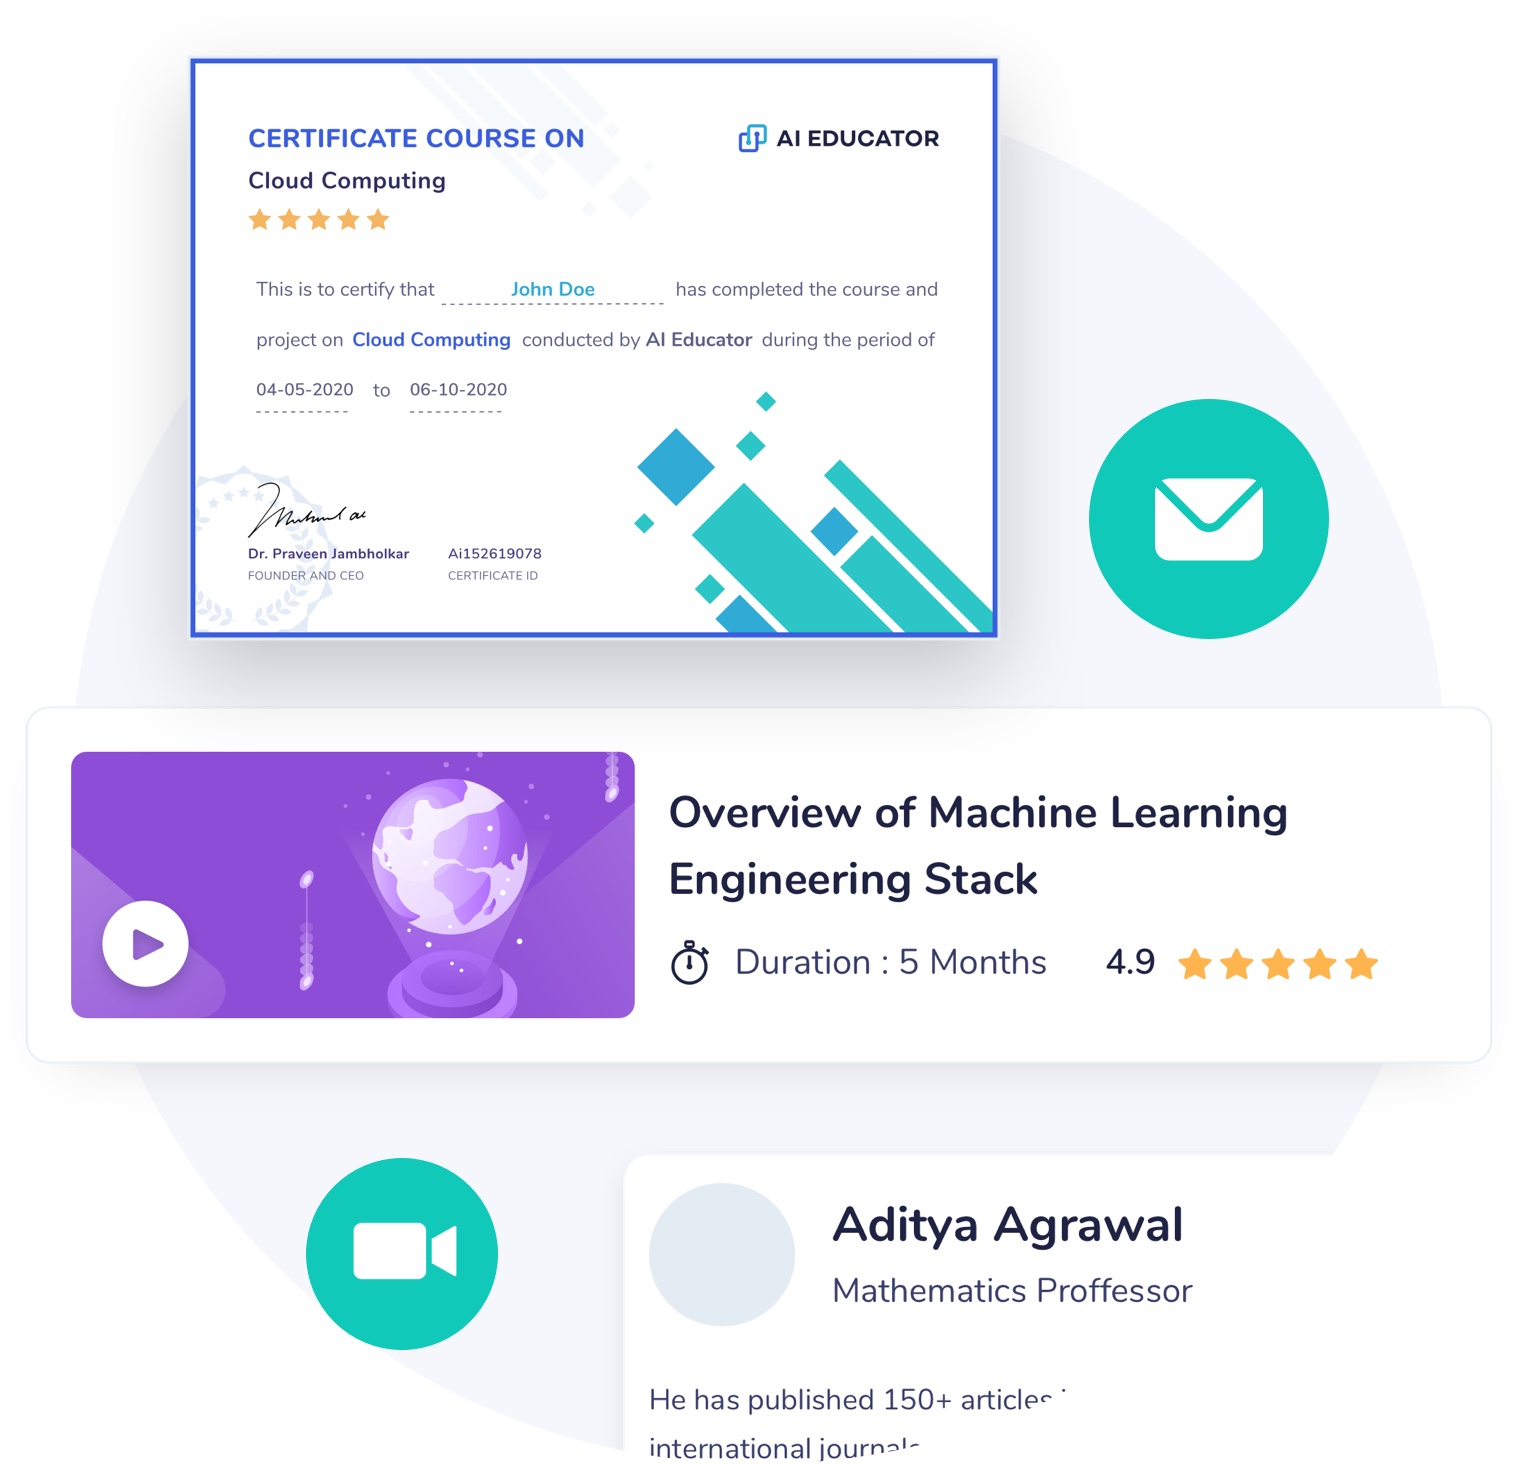 CERTIFICATE COURSE ON
AI EDUCATOR
Cloud Computing
This is to certify that John Doe has completed the course and
project on Cloud Computing conducted by AI Educator during the period of
04-05-2020 to 06-10-2020
Dr. Praveen Jambholkar
FOUNDER AND CEO
Ai152619078
CERTIFICATE ID
Overview of Machine Learning
Engineering Stack
Duration : 5 Months 4.9
Aditya Agrawal
Mathematics Proffessor
He has published 150+ articles
international journals